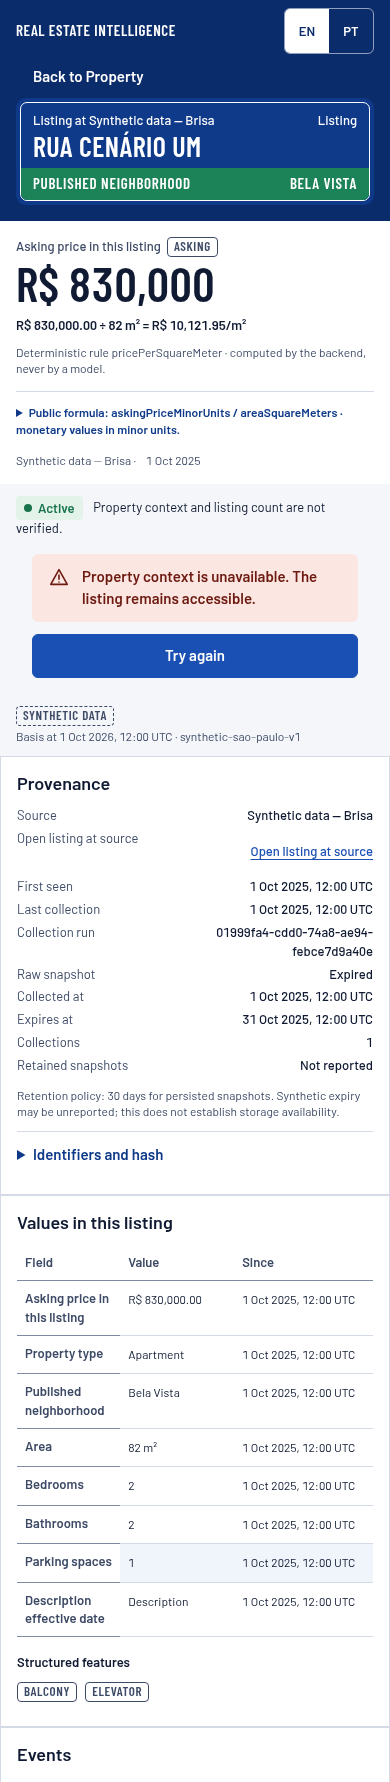 REAL ESTATE INTELLIGENCE
EN PT
Back to Property
Listing at Synthetic data — Brisa Listing
RUA CENÁRIO UM
PUBLISHED NEIGHBORHOOD BELA VISTA
Asking price in this listing ASKING
R$ 830,000
R$ 830,000.00 ÷ 82 m² = R$ 10,121.95/m²
Deterministic rule pricePerSquareMeter · computed by the backend,
never by a model.
Public formula: askingPriceMinorUnits / areaSquareMeters ·
monetary values in minor units.
Synthetic data — Brisa · 1 Oct 2025
Active Property context and listing count are not
verified.
Property context is unavailable. The
listing remains accessible.
Try again
SYNTHETIC DATA
Basis at 1 Oct 2026, 12:00 UTC · synthetic-sao-paulo-v1
Provenance
Source Synthetic data — Brisa
Open listing at source
Open listing at source
First seen 1 Oct 2025, 12:00 UTC
Last collection 1 Oct 2025, 12:00 UTC
Collection run 01999fa4-cdd0-74a8-ae94-
febce7d9a40e
Raw snapshot Expired
Collected at 1 Oct 2025, 12:00 UTC
Expires at 31 Oct 2025, 12:00 UTC
Collections 1
Retained snapshots Not reported
Retention policy: 30 days for persisted snapshots. Synthetic expiry
may be unreported; this does not establish storage availability.
Identifiers and hash
Values in this listing
Field Value Since
Asking price in
this listing R$ 830,000.00 1 Oct 2025, 12:00 UTC
Property type Apartment 1 Oct 2025, 12:00 UTC
Published
neighborhood Bela Vista 1 Oct 2025, 12:00 UTC
Area 82 m² 1 Oct 2025, 12:00 UTC
Bedrooms 2 1 Oct 2025, 12:00 UTC
Bathrooms 2 1 Oct 2025, 12:00 UTC
Parking spaces 1 1 Oct 2025, 12:00 UTC
Description
effective date Description 1 Oct 2025, 12:00 UTC
Structured features
BALCONY ELEVATOR
Events